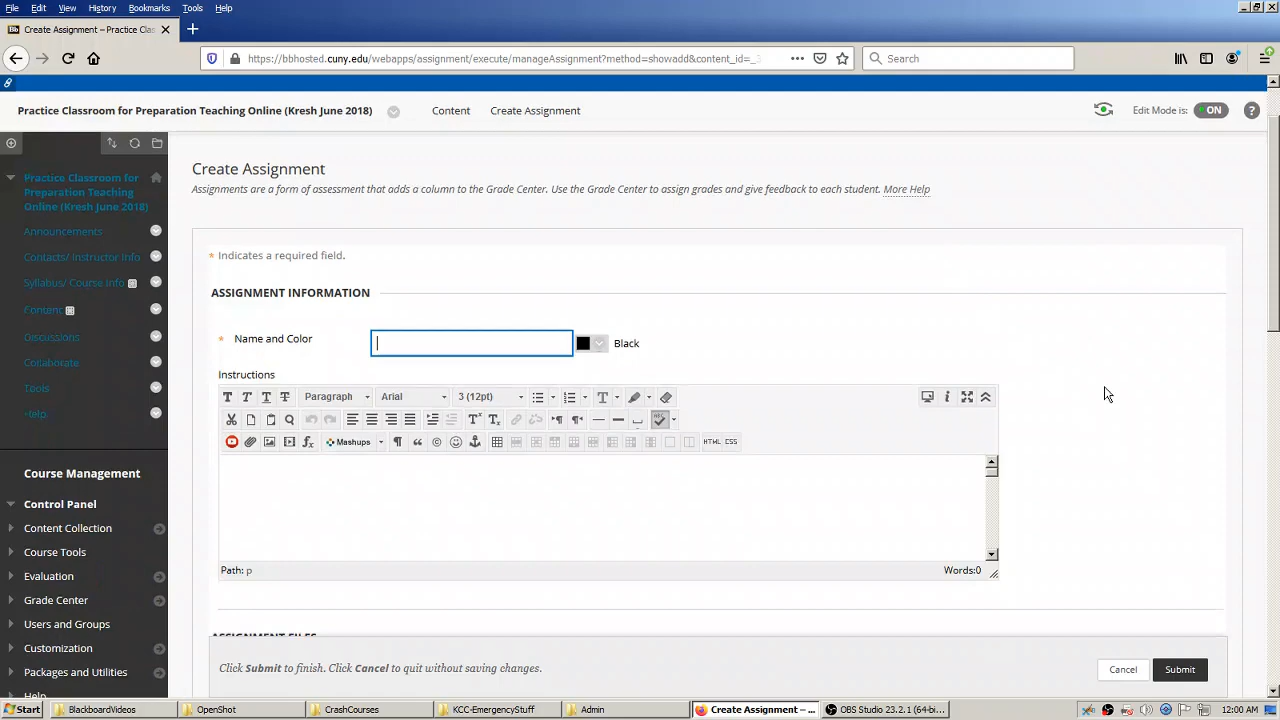 File Edit View History Bookmarks Tools Help
Bb Create Assignment – Practice Clas
https://bbhosted.cuny.edu/webapps/assignment/execute/manageAssignment?method=showadd&content_id=_3
Search
Practice Classroom for Preparation Teaching Online (Kresh June 2018) Content Create Assignment Edit Mode is: ON ?
Practice Classroom for
Preparation Teaching
Online (Kresh June 2018)
Announcements
Contacts/ Instructor Info
Syllabus/ Course Info
Content
Discussions
Collaborate
Tools
Help
Course Management
Control Panel
Content Collection
Course Tools
Evaluation
Grade Center
Users and Groups
Customization
Packages and Utilities
Help
Create Assignment
Assignments are a form of assessment that adds a column to the Grade Center. Use the Grade Center to assign grades and give feedback to each student. More Help
* Indicates a required field.
ASSIGNMENT INFORMATION
* Name and Color Black
Instructions
T T T T Paragraph Arial 3 (12pt) T
Mashups HTML CSS
Path: p Words:0
ASSIGNMENT FILES
Click Submit to finish. Click Cancel to quit without saving changes. Cancel Submit
Start BlackboardVideos OpenShot CrashCourses KCC-EmergencyStuff Admin Create Assignment – ... OBS Studio 23.2.1 (64-bi... 12:00 AM